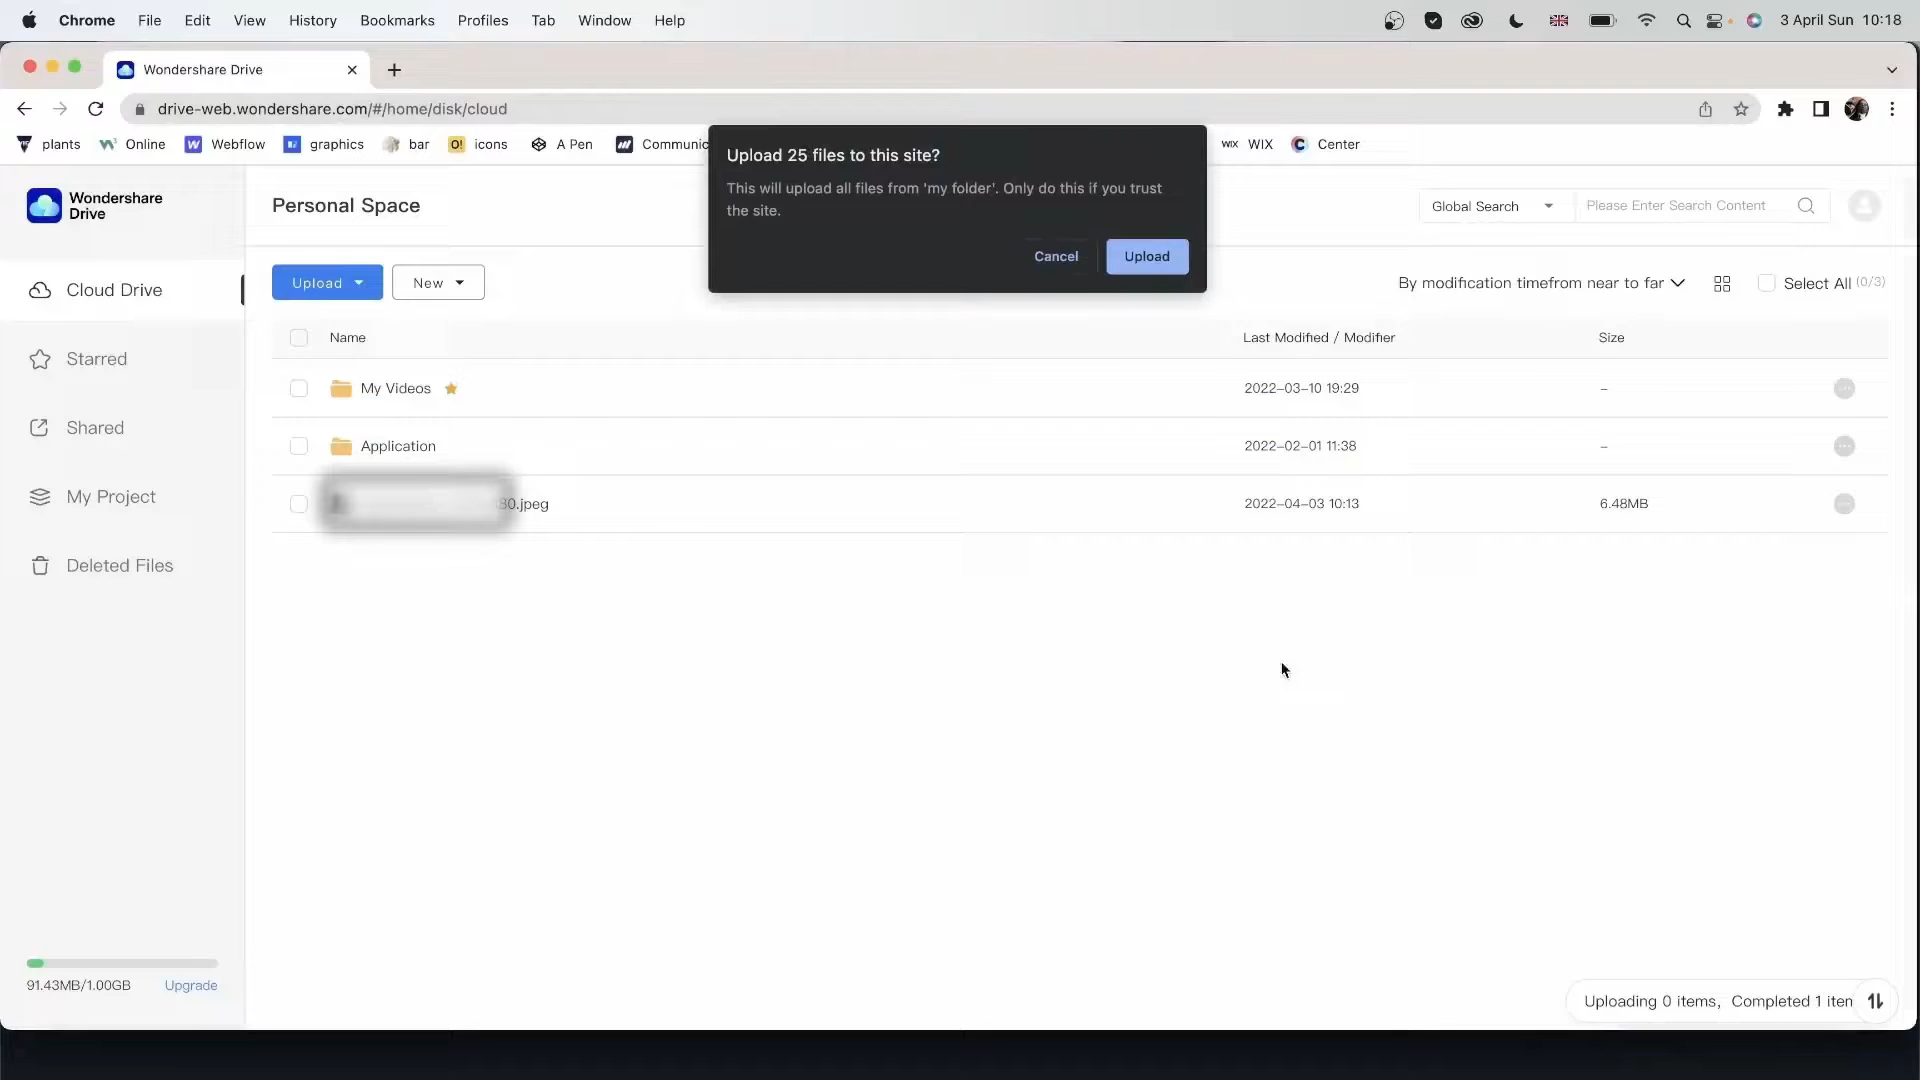 Chrome File Edit View History Bookmarks Profiles Tab Window Help 3 April Sun 10:18
Wondershare Drive
drive-web.wondershare.com/#/home/disk/cloud
plants Online Webflow graphics bar icons A Pen WIX WIX Center
Upload 25 files to this site?
This will upload all files from 'my folder'. Only do this if you trust
the site.
Cancel Upload
Wondershare
Drive
Personal Space
Global Search Please Enter Search Content
Cloud Drive
Starred
Shared
My Project
Deleted Files
Upload New By modification timefrom near to far Select All (0/3)
Name Last Modified / Modifier Size
My Videos 2022-03-10 19:29 –
Application 2022-02-01 11:38 –
80.jpeg 2022-04-03 10:13 6.48MB
91.43MB/1.00GB Upgrade
Uploading 0 items, Completed 1 iten